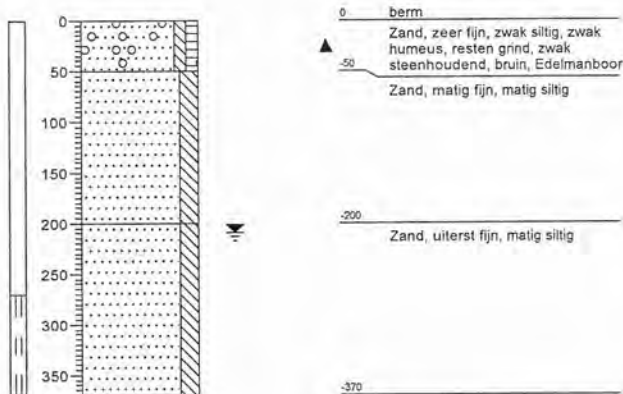 0
50
100
150
200
250
300
350
0 berm
Zand, zeer fijn, zwak siltig, zwak
humeus, resten grind, zwak
steenhoudend, bruin, Edelmanboor
-50
Zand, matig fijn, matig siltig
-200
Zand, uiterst fijn, matig siltig
-370